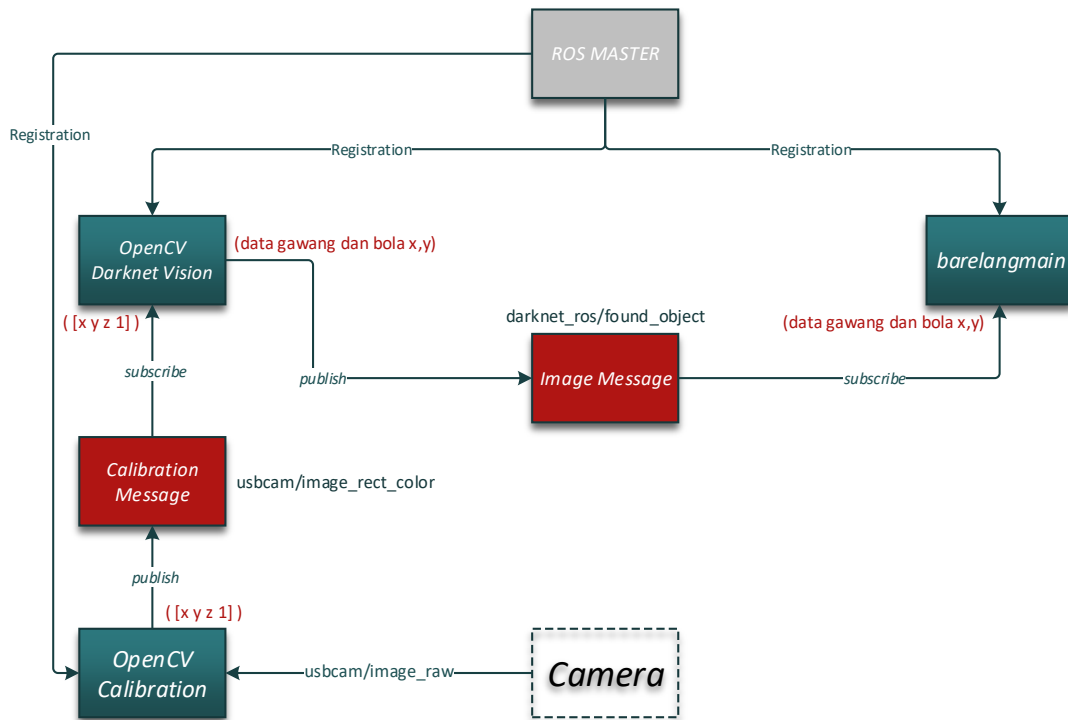 ROS MASTER
Registration
Registration
Registration
OpenCV
Darknet Vision
(data gawang dan bola x,y)
barelangmain
( [x y z 1] )
darknet_ros/found_object
(data gawang dan bola x,y)
subscribe
publish
Image Message
subscribe
Calibration
Message
usbcam/image_rect_color
publish
( [x y z 1] )
OpenCV
Calibration
usbcam/image_raw
Camera